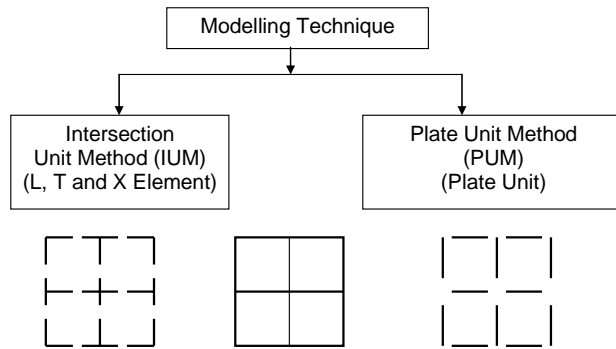 Modelling Technique
Intersection
Unit Method (IUM)
(L, T and X Element)
Plate Unit Method
(PUM)
(Plate Unit)